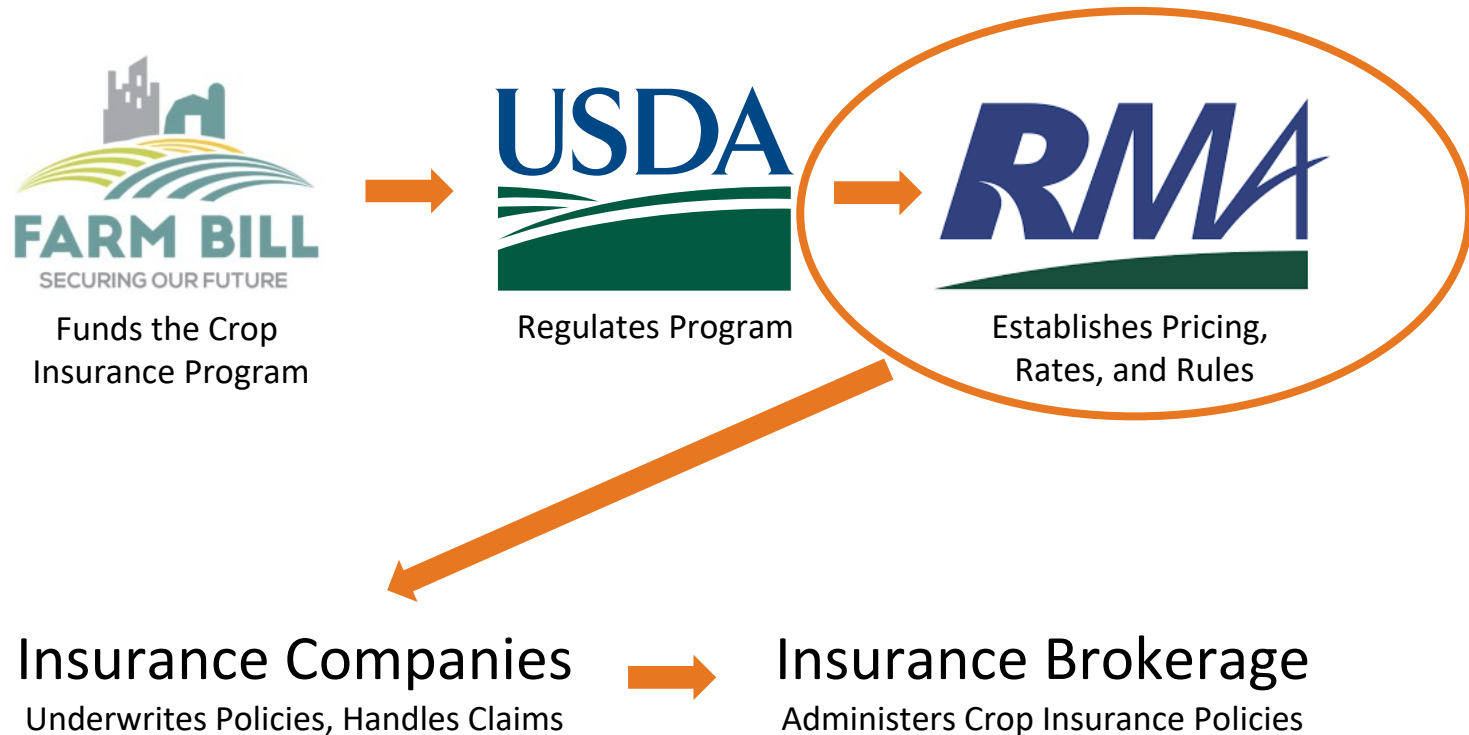 FARM BILL
SECURING OUR FUTURE
Funds the Crop
Insurance Program
USDA
Regulates Program
RMA
Establishes Pricing,
Rates, and Rules
Insurance Companies
Underwrites Policies, Handles Claims
Insurance Brokerage
Administers Crop Insurance Policies